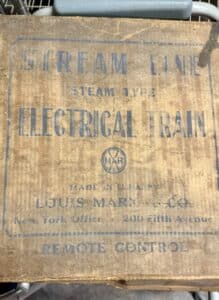 STREAM LINE
STEAM TYPE
ELECTRICAL TRAIN
MAR
MADE IN
LOUIS MARX & CO.
New York Office - 200 Fifth Avenue
REMOTE CONTROL